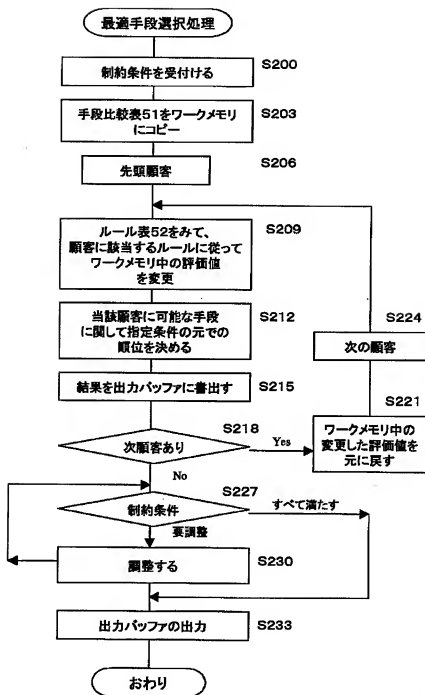 最適手段選択処理
S200
制約条件を受付ける
手段比較表51をワークメモリ
にコピー
S203
先頭顧客
S206
ルール表52をみて、
顧客に該当するルールに従って
ワークメモリ中の評価値
を変更
S209
当該顧客に可能な手段
に関して指定条件の元での
順位を決める
S212
S224
次の顧客
結果を出力バッファに書出す
S215
S221
ワークメモリ中の
変更した評価値を
元に戻す
S218
次顧客あり
Yes
No
S227
制約条件
すべて満たす
要調整
調整する
S230
出力バッファの出力
S233
おわり